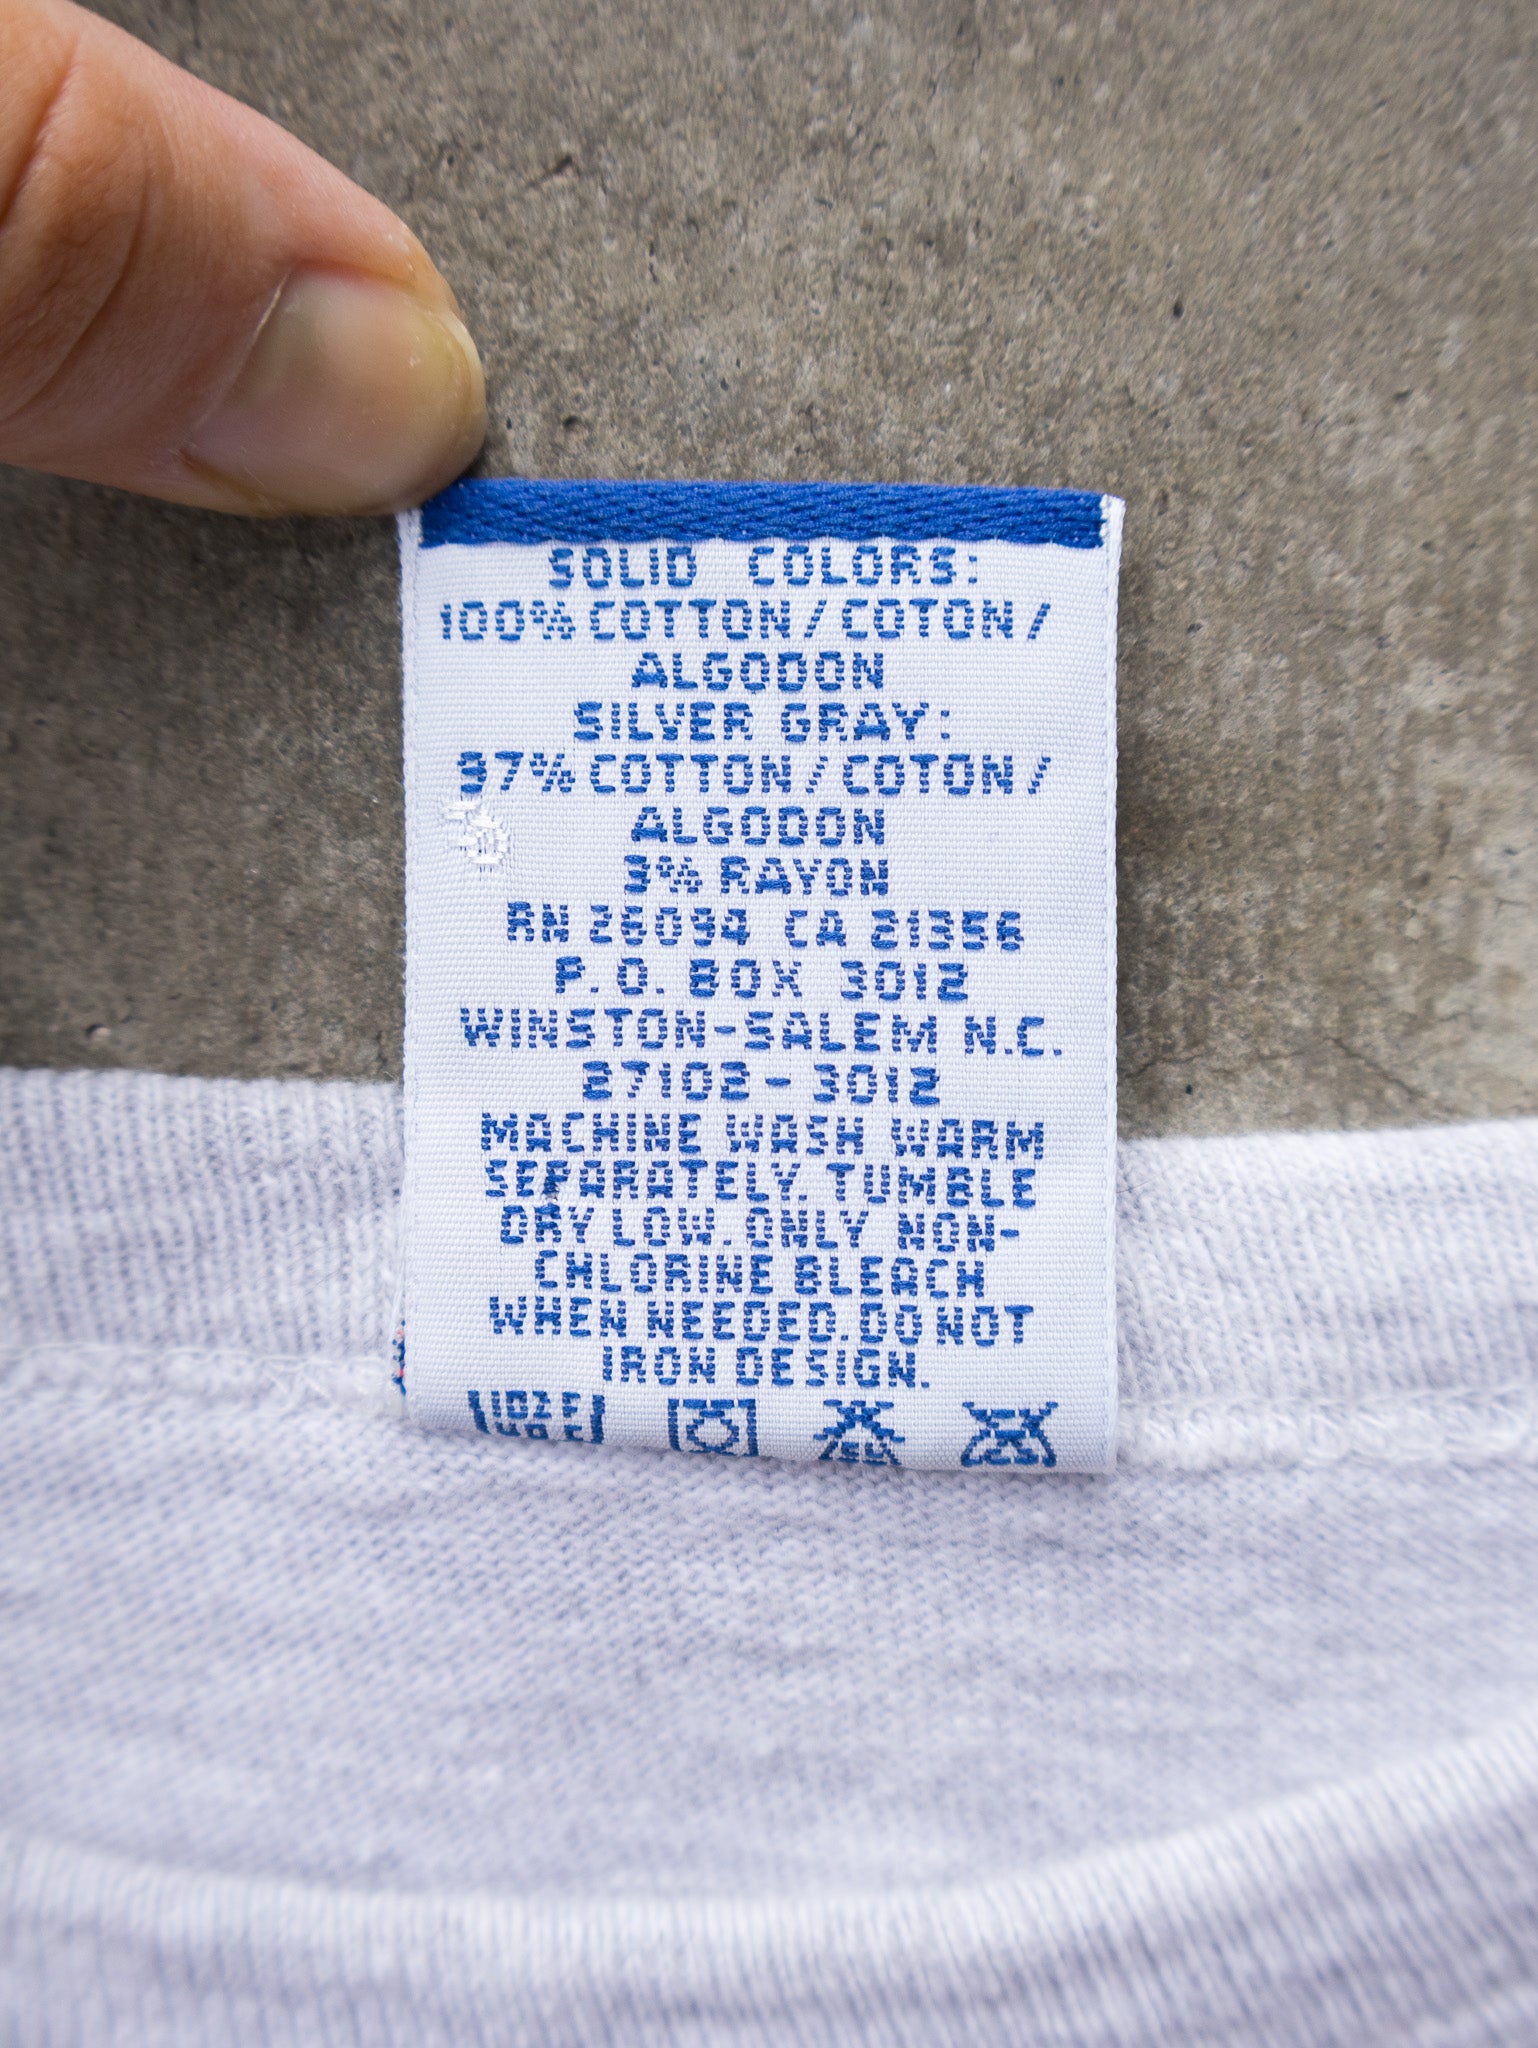 SOLID COLORS:
100% COTTON / COTON /
ALGODON
SILVER GRAY:
97% COTTON / COTON /
ALGODON
3% RAYON
RN 26094 CA 21356
P.O. BOX 3012
WINSTON-SALEM N.C.
27102-3012
MACHINE WASH WARM
SEPARATELY. TUMBLE
DRY LOW. ONLY NON-
CHLORINE BLEACH
WHEN NEEDED. DO NOT
IRON DESIGN.